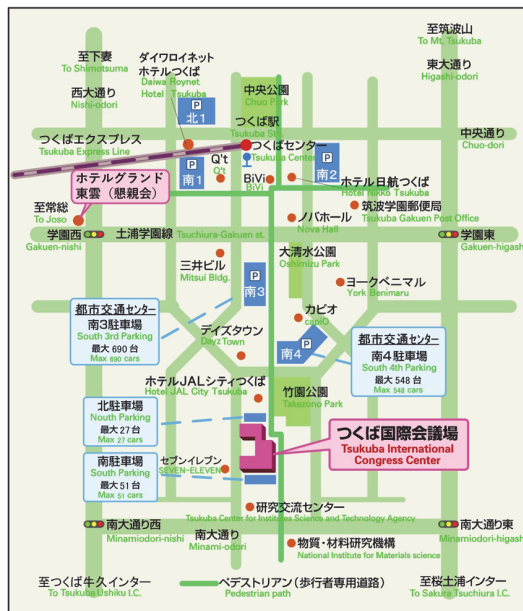 至筑波山
To Mt. Tsukuba
至下妻
To Shimotsuma
ダイワロイネット
ホテルつくば
Daiwa Roynet
Hotel Tsukuba
東大通り
Higashi-odori
西大通り
Nishi-odori
中央公園
Chuo Park
P
北1
つくば駅
Tsukuba Sta.
中央通り
Chuo-dori
つくばエクスプレス
Tsukuba Express Line
つくばセンター
Tsukuba Center
P
南1
Q't
Q't
BiVi
BiVi
P
南2
ホテル日航つくば
Hotel Nikko Tsukuba
ホテルグランド
東雲（懇親会）
筑波学園郵便局
Tsukuba Gakuen Post Office
至常総
To Joso
ノバホール
Nova Hall
学園西
Gakuen-nishi
土浦学園線
Tsuchiura-Gakuen st.
学園東
Gakuen-higashi
三井ビル
Mitsui Bldg.
大清水公園
Oshimizu Park
P
南3
ヨークベニマル
York Benimaru
都市交通センター
南3駐車場
South 3rd Parking
最大690台
Max 690 cars
カピオ
capiO
デイズタウン
Dayz Town
P
南4
都市交通センター
南4駐車場
South 4th Parking
最大548台
Max 548 cars
ホテルJALシティつくば
Hotel JAL City Tsukuba
竹園公園
Takezono Park
北駐車場
Nouth Parking
最大27台
Max 27 cars
つくば国際会議場
Tsukuba International
Congress Center
南駐車場
South Parking
最大51台
Max 51 cars
セブンイレブン
SEVEN-ELEVEN
研究交流センター
Tsukuba Center for Institutes Science and Technology Agency
南大通り西
Minamiodori-nishi
南大通り
Minami-odori
南大通り東
Minamiodori-higashi
物質・材料研究機構
National Institute for Materials science
至つくば牛久インター
To Tsukuba Ushiku I.C.
ペデストリアン（歩行者専用道路）
Pedestrian path
至桜土浦インター
To Sakura Tsuchiura I.C.